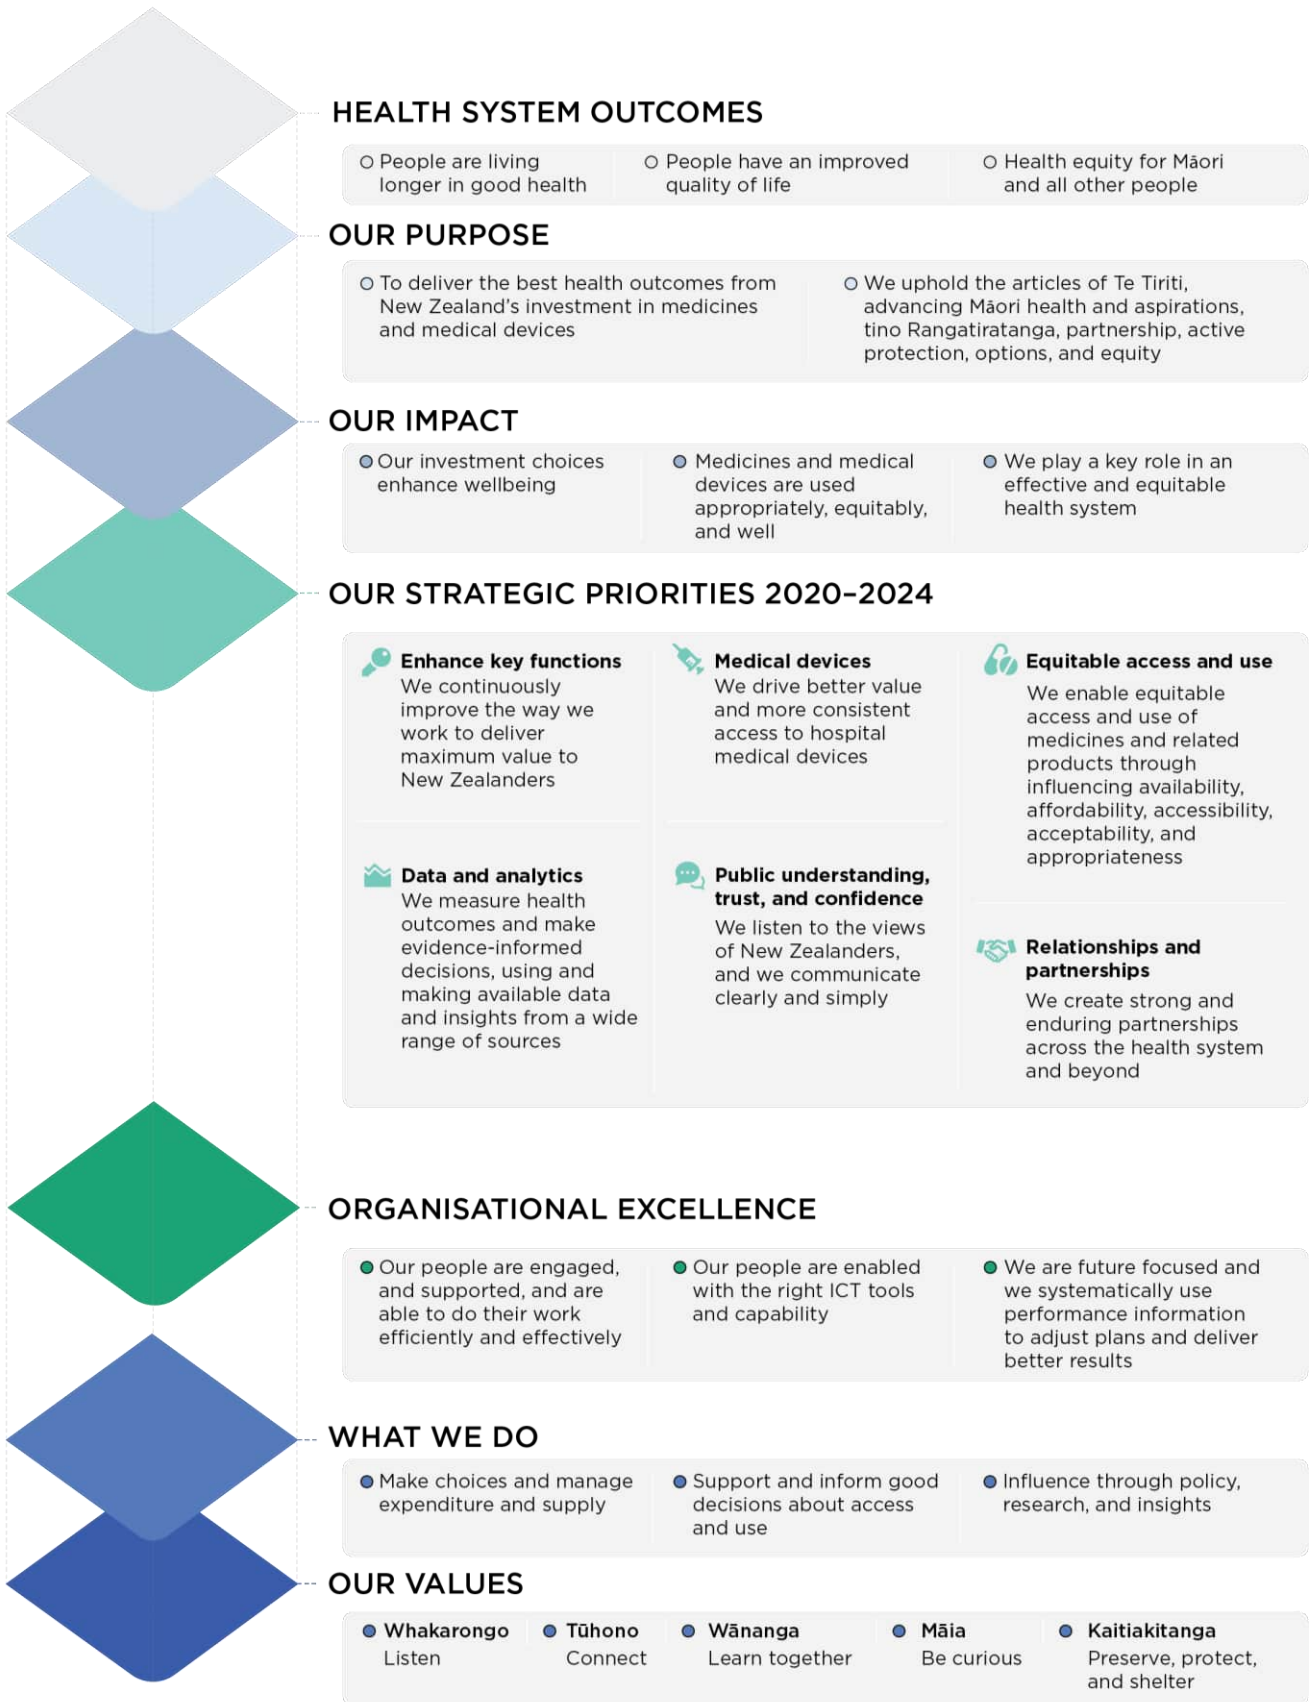 HEALTH SYSTEM OUTCOMES
People are living
longer in good health
People have an improved
quality of life
Health equity for Māori
and all other people
OUR PURPOSE
To deliver the best health outcomes from
New Zealand's investment in medicines
and medical devices
We uphold the articles of Te Tiriti,
advancing Māori health and aspirations,
tino Rangatiratanga, partnership, active
protection, options, and equity
OUR IMPACT
Our investment choices
enhance wellbeing
Medicines and medical
devices are used
appropriately, equitably,
and well
We play a key role in an
effective and equitable
health system
OUR STRATEGIC PRIORITIES 2020–2024
Enhance key functions
We continuously
improve the way we
work to deliver
maximum value to
New Zealanders
Medical devices
We drive better value
and more consistent
access to hospital
medical devices
Equitable access and use
We enable equitable
access and use of
medicines and related
products through
influencing availability,
affordability, accessibility,
acceptability, and
appropriateness
Data and analytics
We measure health
outcomes and make
evidence-informed
decisions, using and
making available data
and insights from a wide
range of sources
Public understanding,
trust, and confidence
We listen to the views
of New Zealanders,
and we communicate
clearly and simply
Relationships and
partnerships
We create strong and
enduring partnerships
across the health system
and beyond
ORGANISATIONAL EXCELLENCE
Our people are engaged,
and supported, and are
able to do their work
efficiently and effectively
Our people are enabled
with the right ICT tools
and capability
We are future focused and
we systematically use
performance information
to adjust plans and deliver
better results
WHAT WE DO
Make choices and manage
expenditure and supply
Support and inform good
decisions about access
and use
Influence through policy,
research, and insights
OUR VALUES
Whakarongo
Listen
Tūhono
Connect
Wānanga
Learn together
Māia
Be curious
Kaitiakitanga
Preserve, protect,
and shelter